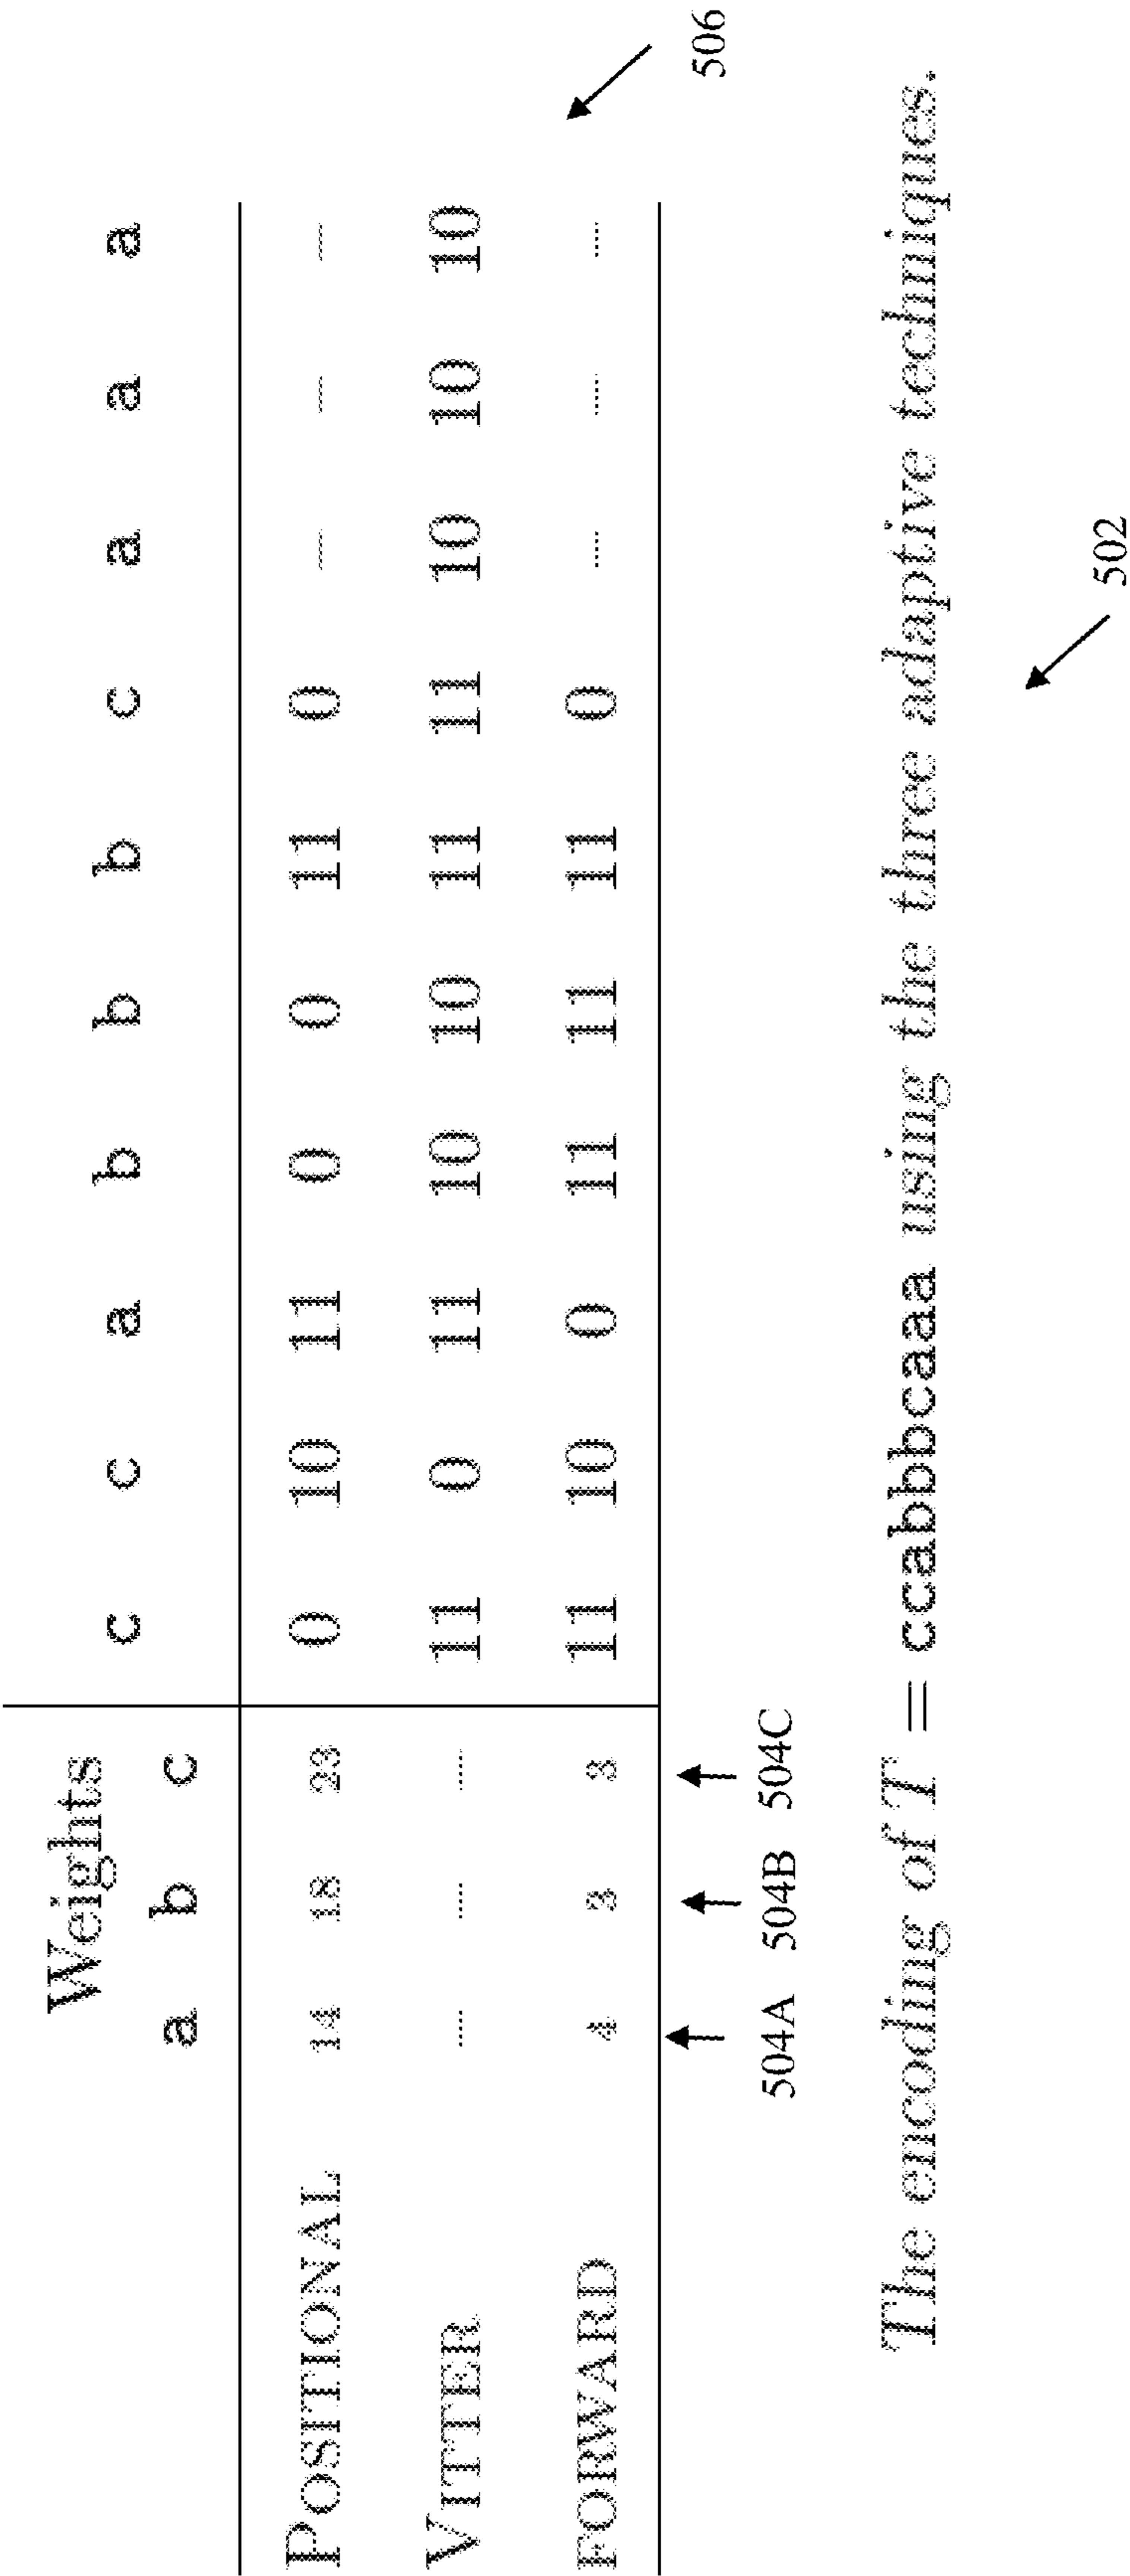 Weights
a b c c c a b b b c a a a
POSITIONAL 14 18 23 0 10 11 0 0 11 0 — — —
VITTER — — — 11 0 11 10 10 11 11 10 10 10
FORWARD 4 3 3 11 10 0 11 11 11 0 — — —
504A 504B 504C
506
The encoding of T = ccabbbcaaa using the three adaptive techniques.
502